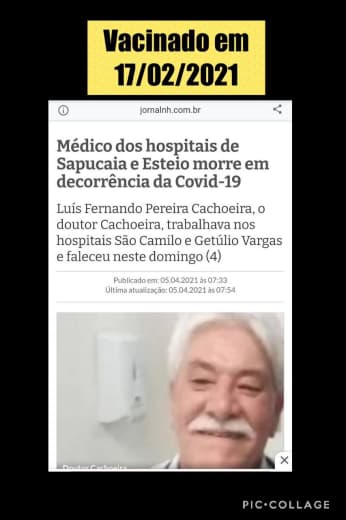 Vacinado em
17/02/2021
jornalnh.com.br
Médico dos hospitais de
Sapucaia e Esteio morre em
decorrência da Covid-19
Luís Fernando Pereira Cachoeira, o
doutor Cachoeira, trabalhava nos
hospitais São Camilo e Getúlio Vargas
e faleceu neste domingo (4)
Publicado em: 05.04.2021 às 07:33
Última atualização: 05.04.2021 às 07:54
Doutor Cachoeira
PIC•COLLAGE